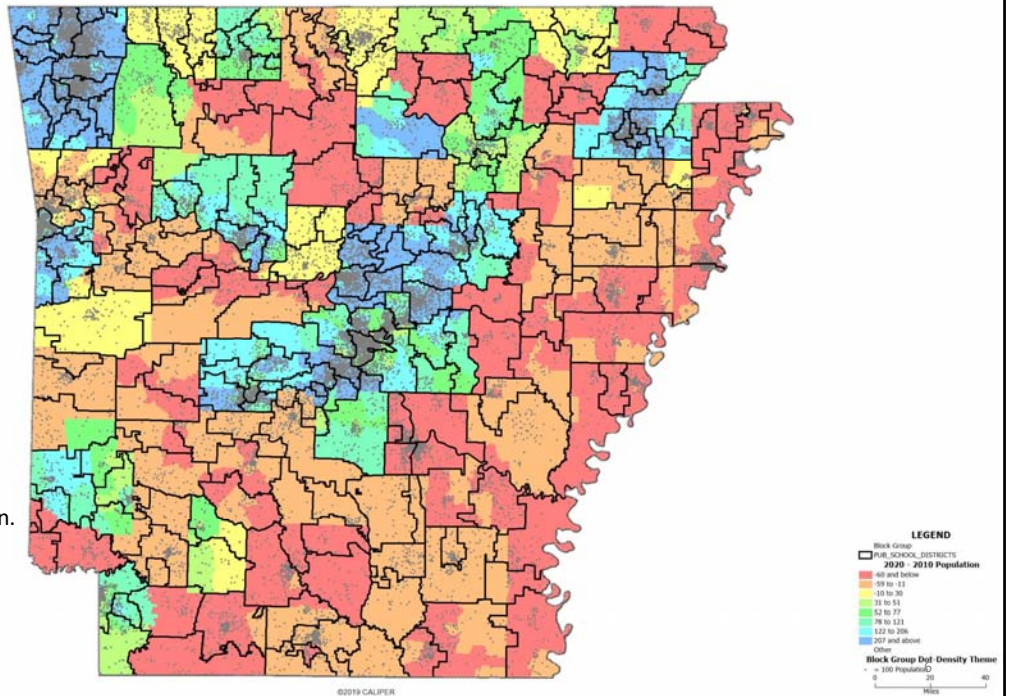 n.
LEGEND
Block Group
PUB_SCHOOL_DISTRICTS
2020 - 2010 Population
-60 and below
-59 to -11
-10 to 30
31 to 51
52 to 77
78 to 121
122 to 206
207 and above
Other
Block Group Dot-Density Theme
= 100 Population
0 20 40
Miles
©2019 CALIPER